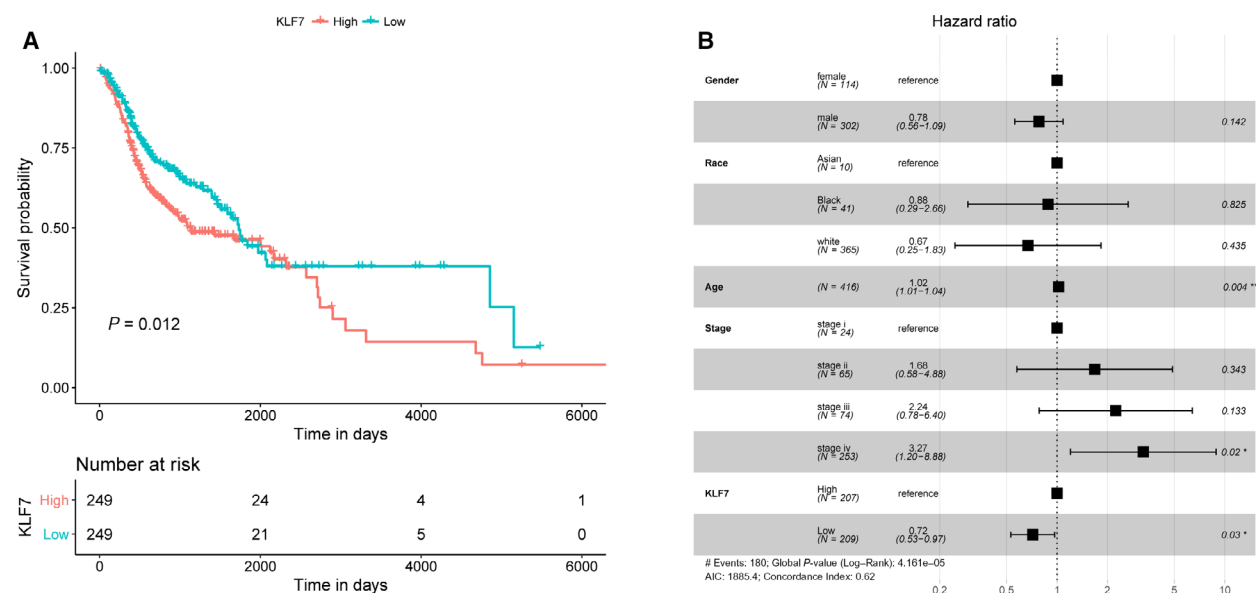 KLF7 High Low
A
1.00
0.75
0.50
0.25
0.00
Survival probability
P = 0.012
0 2000 4000 6000
Time in days
Number at risk
KLF7
High 249 24 4 1
Low 249 21 5 0
0 2000 4000 6000
Time in days
B
Hazard ratio
0.2 0.5 1 2 5 10
Gender female reference
(N = 114)
male 0.78 0.142
(N = 302) (0.56–1.09)
Race Asian reference
(N = 10)
Black 0.88 0.825
(N = 41) (0.29–2.66)
white 0.67 0.435
(N = 365) (0.25–1.83)
Age (N = 416) 1.02 0.004 **
(1.01–1.04)
Stage stage i reference
(N = 24)
stage ii 1.68 0.343
(N = 65) (0.58–4.88)
stage iii 2.24 0.133
(N = 74) (0.78–6.40)
stage iv 3.27 0.02 *
(N = 253) (1.20–8.88)
KLF7 High reference
(N = 207)
Low 0.72 0.03 *
(N = 209) (0.53–0.97)
# Events: 180; Global P-value (Log–Rank): 4.161e–05
AIC: 1885.4; Concordance Index: 0.62
0.2 0.5 1 2 5 10